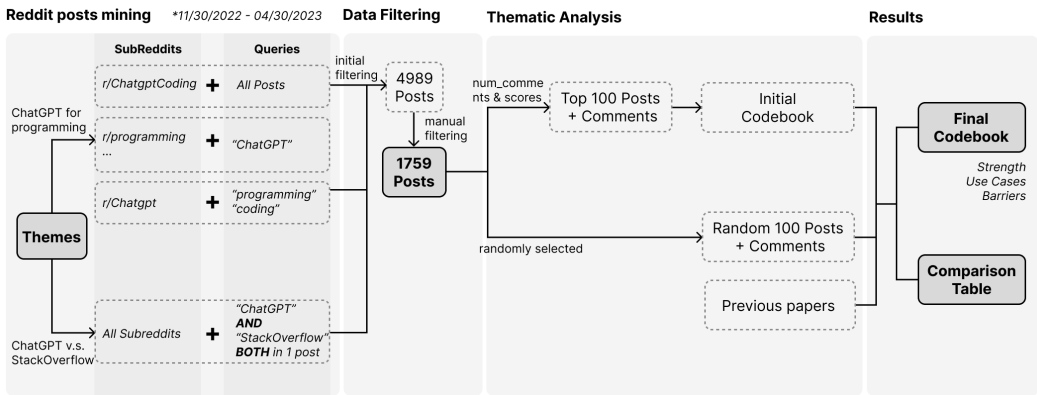 Reddit posts mining *11/30/2022 - 04/30/2023
Data Filtering
Thematic Analysis
Results
SubReddits
Queries
ChatGPT for
programming
r/ChatgptCoding + All Posts
r/programming
...
+
“ChatGPT”
r/Chatgpt
+
“programming”
“coding”
Themes
ChatGPT v.s.
StackOverflow
All Subreddits
+
“ChatGPT”
AND
“StackOverflow”
BOTH in 1 post
initial
filtering
4989
Posts
manual
filtering
1759
Posts
num_comme
nts & scores
Top 100 Posts
+ Comments
Initial
Codebook
randomly selected
Random 100 Posts
+ Comments
Previous papers
Final
Codebook
Strength
Use Cases
Barriers
Comparison
Table